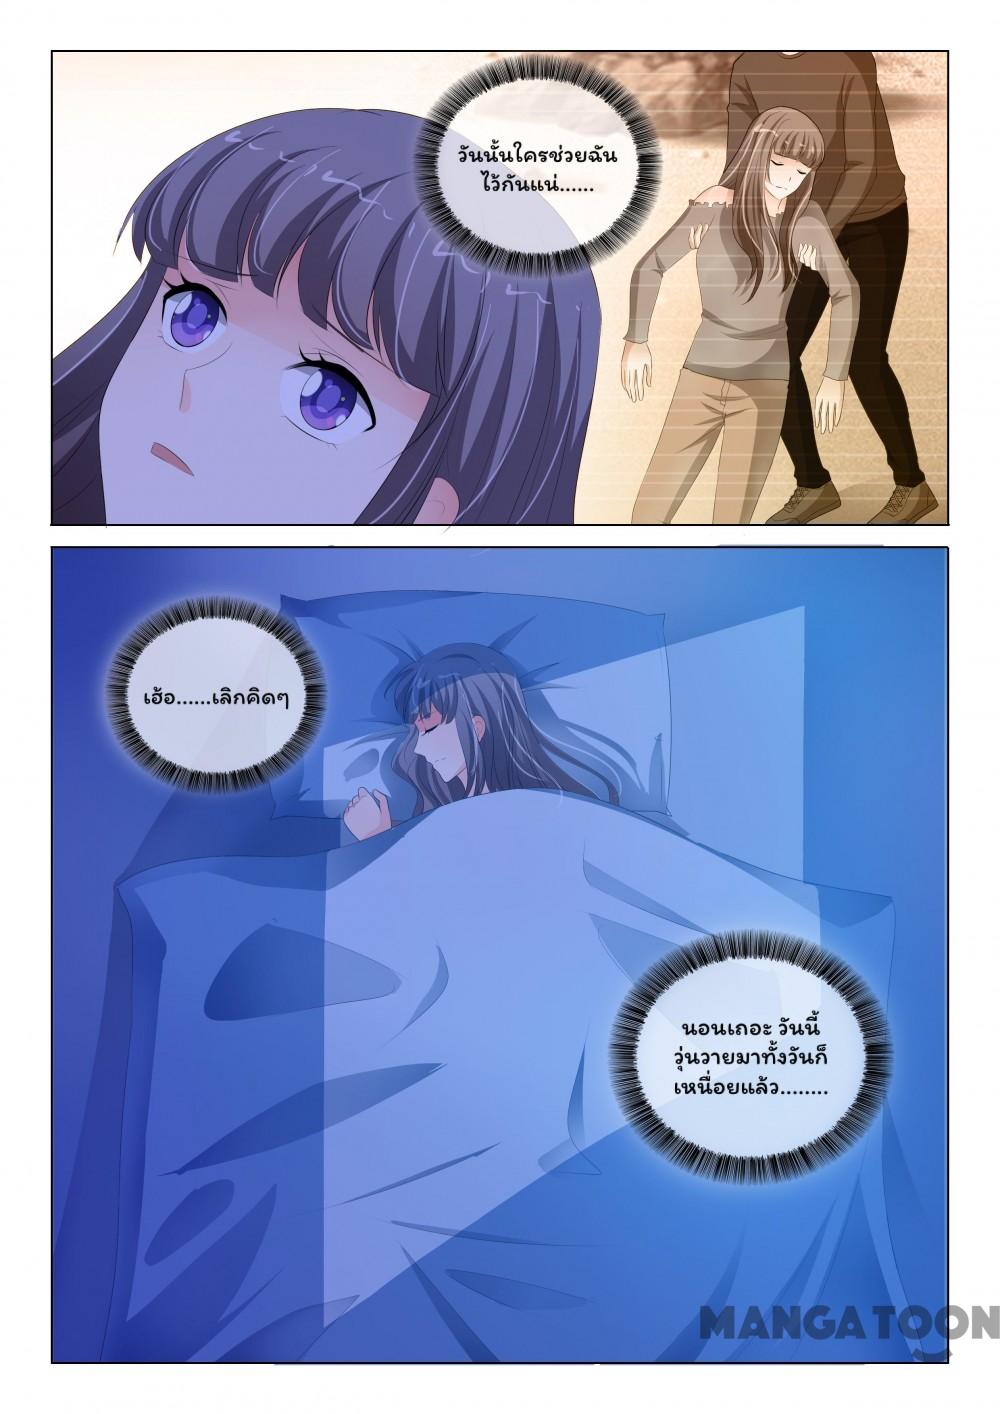 วันนั้นใครช่วยฉัน
ไว้กันแน่......
เฮ้อ......เลิกคิดๆ
นอนเถอะ วันนี้
วุ่นวายมาทั้งวันก็
เหนื่อยแล้ว........
MANGATOON